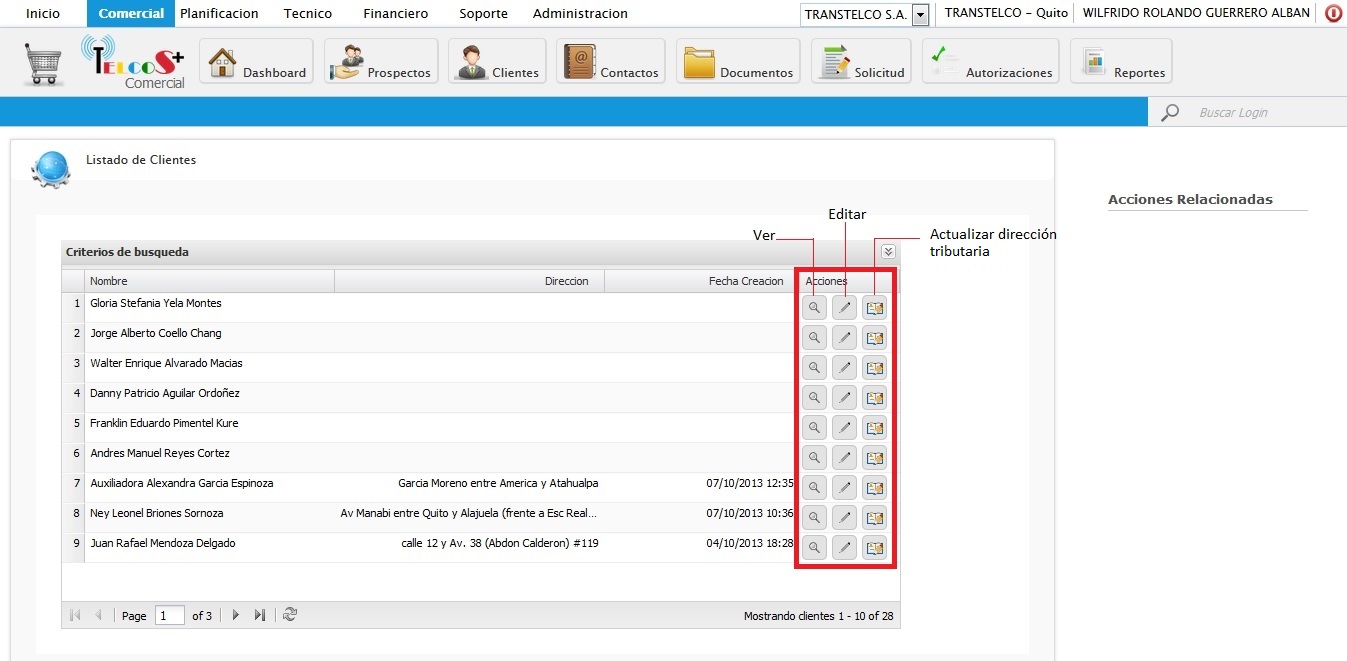 Inicio Comercial Planificacion Tecnico Financiero Soporte Administracion TRANSTELCO S.A. TRANSTELCO - Quito WILFRIDO ROLANDO GUERRERO ALBAN
TELCOS+ Comercial Dashboard Prospectos Clientes Contactos Documentos Solicitud Autorizaciones Reportes
Buscar Login
Listado de Clientes
Acciones Relacionadas
Editar
Ver
Actualizar dirección
tributaria
Criterios de busqueda
Nombre Direccion Fecha Creacion Acciones
1 Gloria Stefania Yela Montes
2 Jorge Alberto Coello Chang
3 Walter Enrique Alvarado Macias
4 Danny Patricio Aguilar Ordoñez
5 Franklin Eduardo Pimentel Kure
6 Andres Manuel Reyes Cortez
7 Auxiliadora Alexandra Garcia Espinoza Garcia Moreno entre America y Atahualpa 07/10/2013 12:35
8 Ney Leonel Briones Sornoza Av Manabi entre Quito y Alajuela (frente a Esc Real... 07/10/2013 10:36
9 Juan Rafael Mendoza Delgado calle 12 y Av. 38 (Abdon Calderon) #119 04/10/2013 18:28
Page 1 of 3 Mostrando clientes 1 - 10 of 28